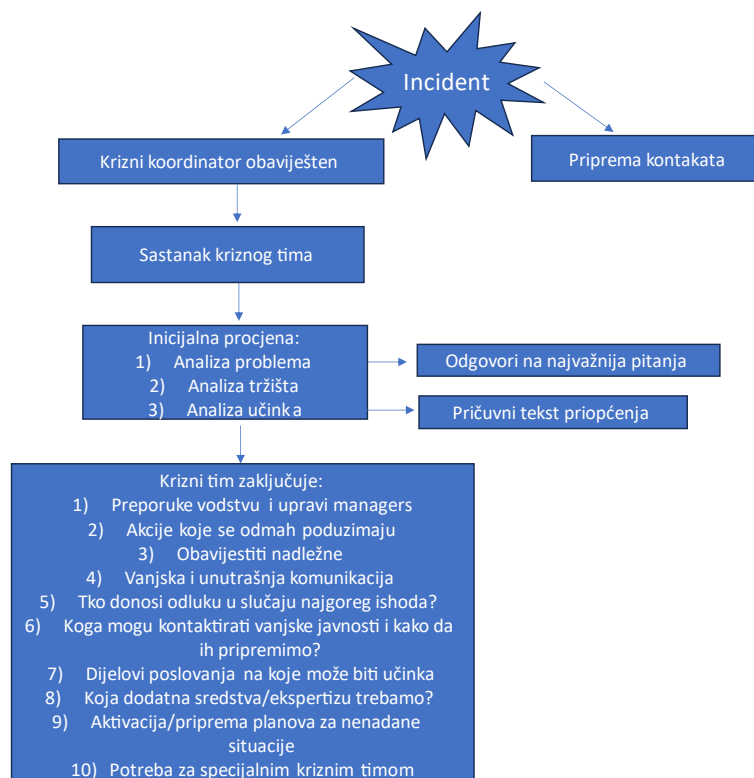 Incident
Krizni koordinator obaviješten
Priprema kontakata
Sastanak kriznog tima
Inicijalna procjena:
1) Analiza problema
2) Analiza tržišta
3) Analiza učinka
Odgovori na najvažnija pitanja
Pričuvni tekst priopćenja
Krizni tim zaključuje:
1) Preporuke vodstvu i upravi managers
2) Akcije koje se odmah poduzimaju
3) Obavijestiti nadležne
4) Vanjska i unutrašnja komunikacija
5) Tko donosi odluku u slučaju najgoreg ishoda?
6) Koga mogu kontaktirati vanjske javnosti i kako da
ih pripremimo?
7) Dijelovi poslovanja na koje može biti učinka
8) Koja dodatna sredstva/ekspertizu trebamo?
9) Aktivacija/priprema planova za nenadane
situacije
10) Potreba za specijalnim kriznim timom